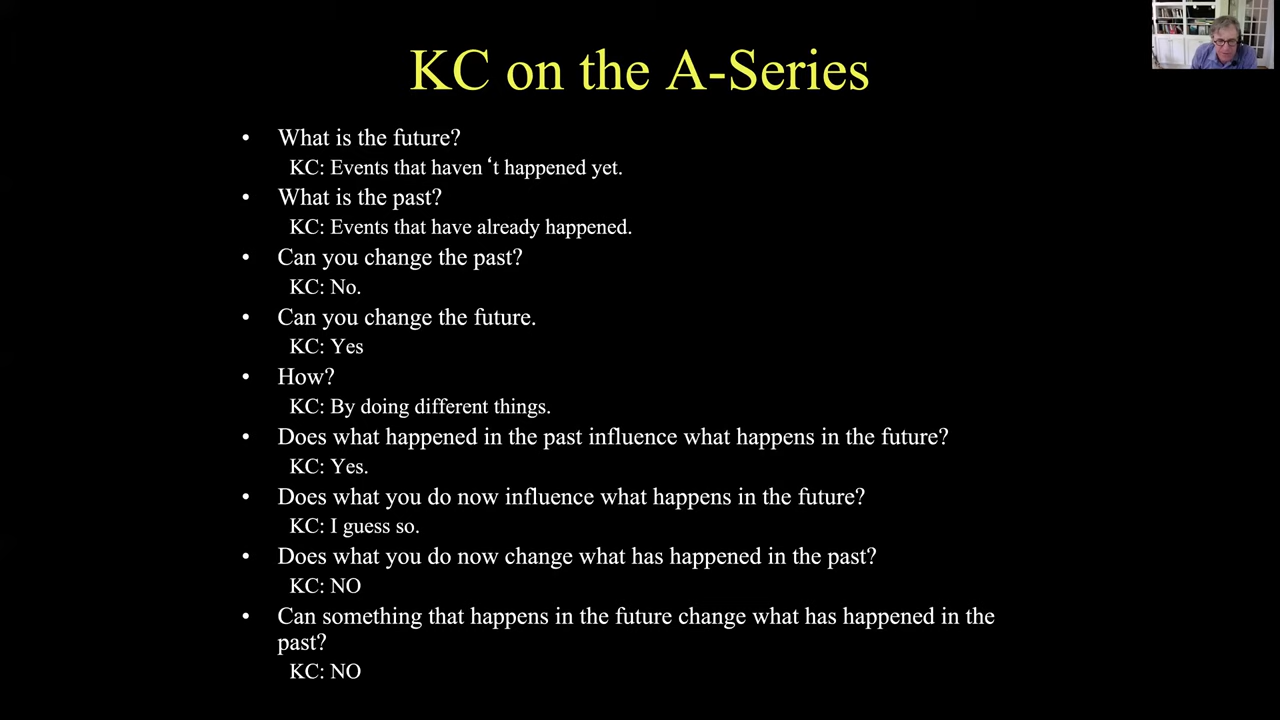 KC on the A-Series
• What is the future?
KC: Events that haven‘t happened yet.
• What is the past?
KC: Events that have already happened.
• Can you change the past?
KC: No.
• Can you change the future.
KC: Yes
• How?
KC: By doing different things.
• Does what happened in the past influence what happens in the future?
KC: Yes.
• Does what you do now influence what happens in the future?
KC: I guess so.
• Does what you do now change what has happened in the past?
KC: NO
• Can something that happens in the future change what has happened in the
past?
KC: NO